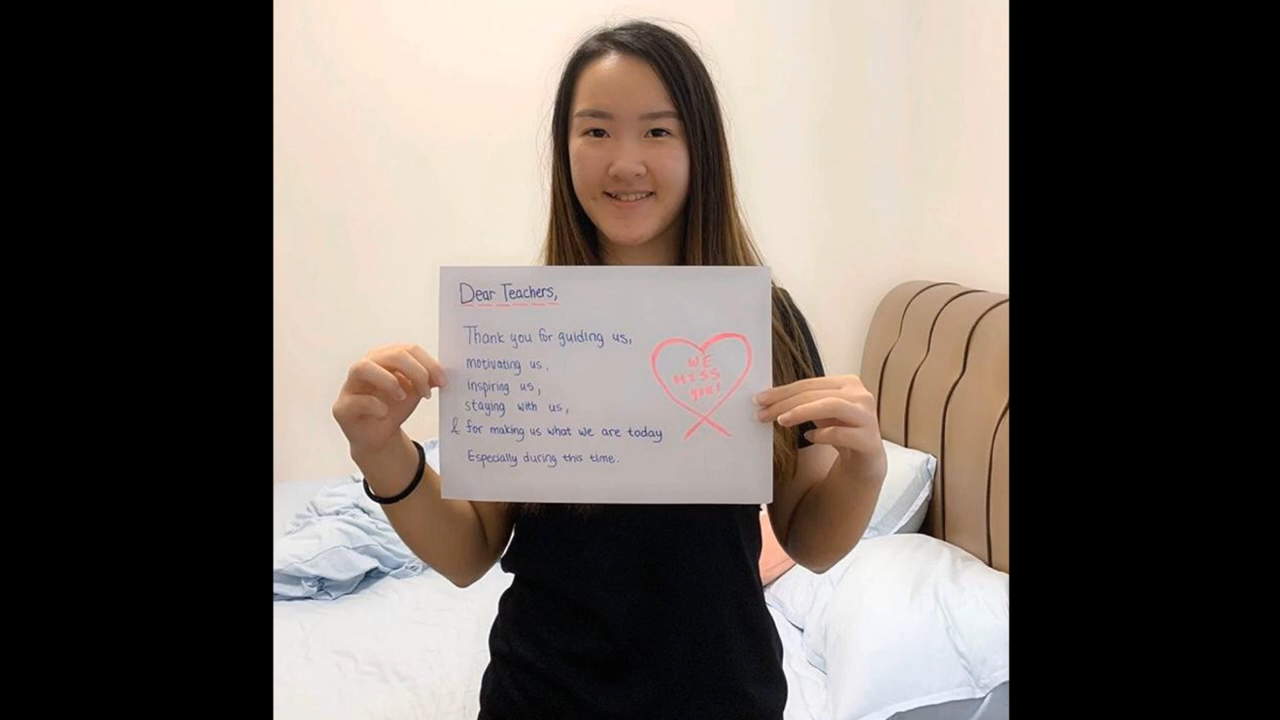 Dear Teachers,
Thank you for guiding us,
motivating us,
inspiring us,
staying with us,
& for making us what we are today
Especially during this time.
WE
MISS
you!